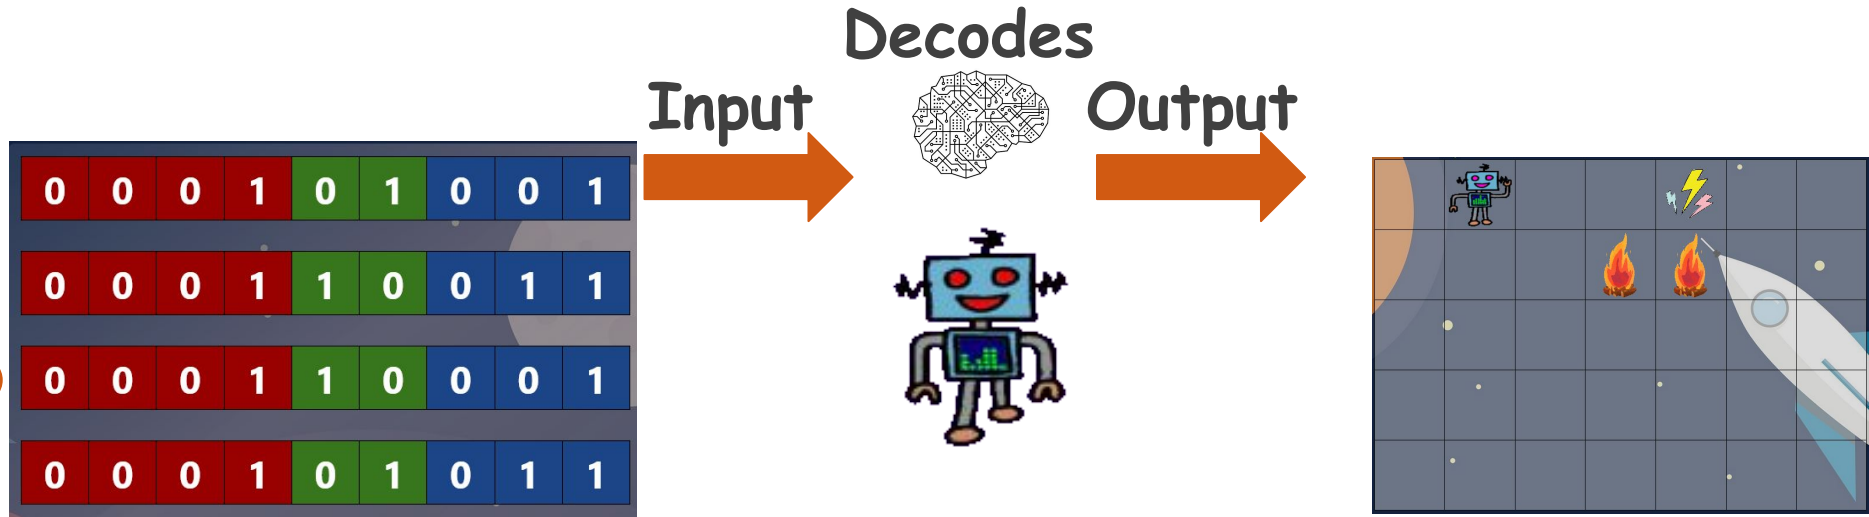 Decodes
Input
Output
0 0 0 1 0 1 0 0 1
0 0 0 1 1 0 0 1 1
0 0 0 1 1 0 0 0 1
0 0 0 1 0 1 0 1 1